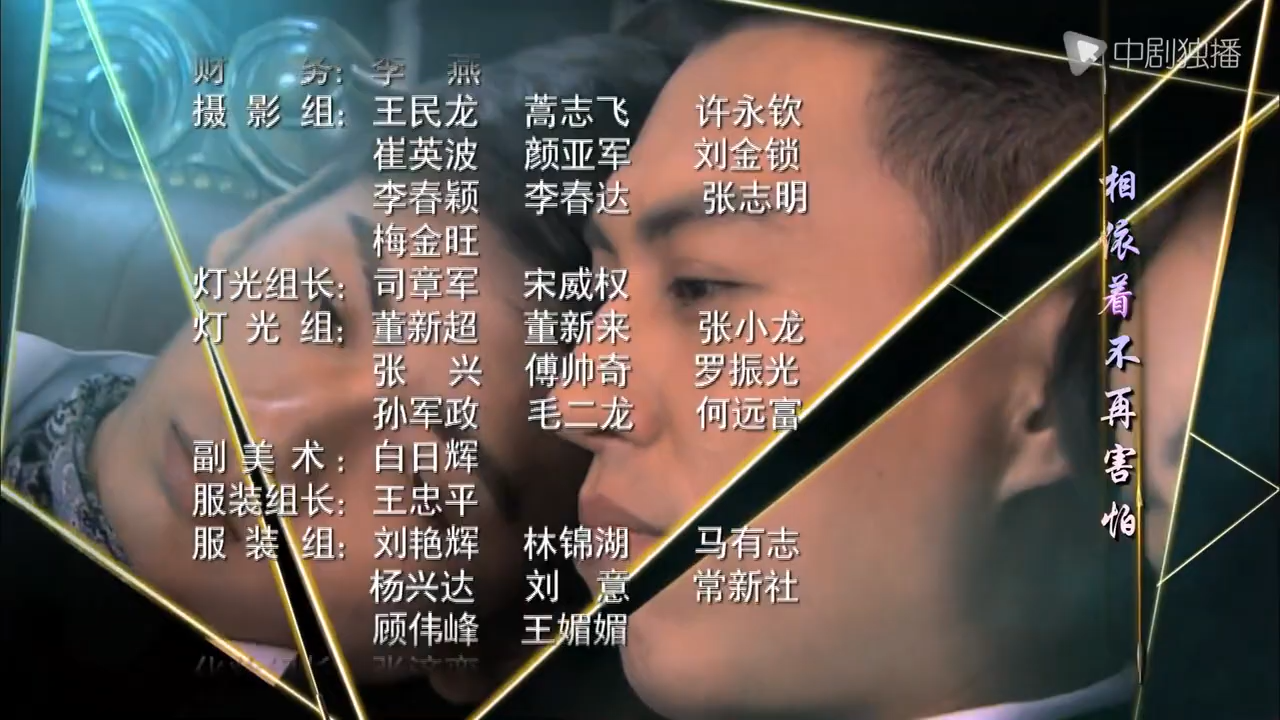 中剧独播
财 务：李 燕
摄 影 组：王民龙 蒿志飞 许永钦
崔英波 颜亚军 刘金锁
李春颖 李春达 张志明
梅金旺
灯光组长：司章军 宋威权
灯 光 组：董新超 董新来 张小龙
张 兴 傅帅奇 罗振光
孙军政 毛二龙 何远富
副 美 术：白日辉
服装组长：王忠平
服 装 组：刘艳辉 林锦湖 马有志
杨兴达 刘 意 常新社
顾伟峰 王媚媚
相依着不再害怕